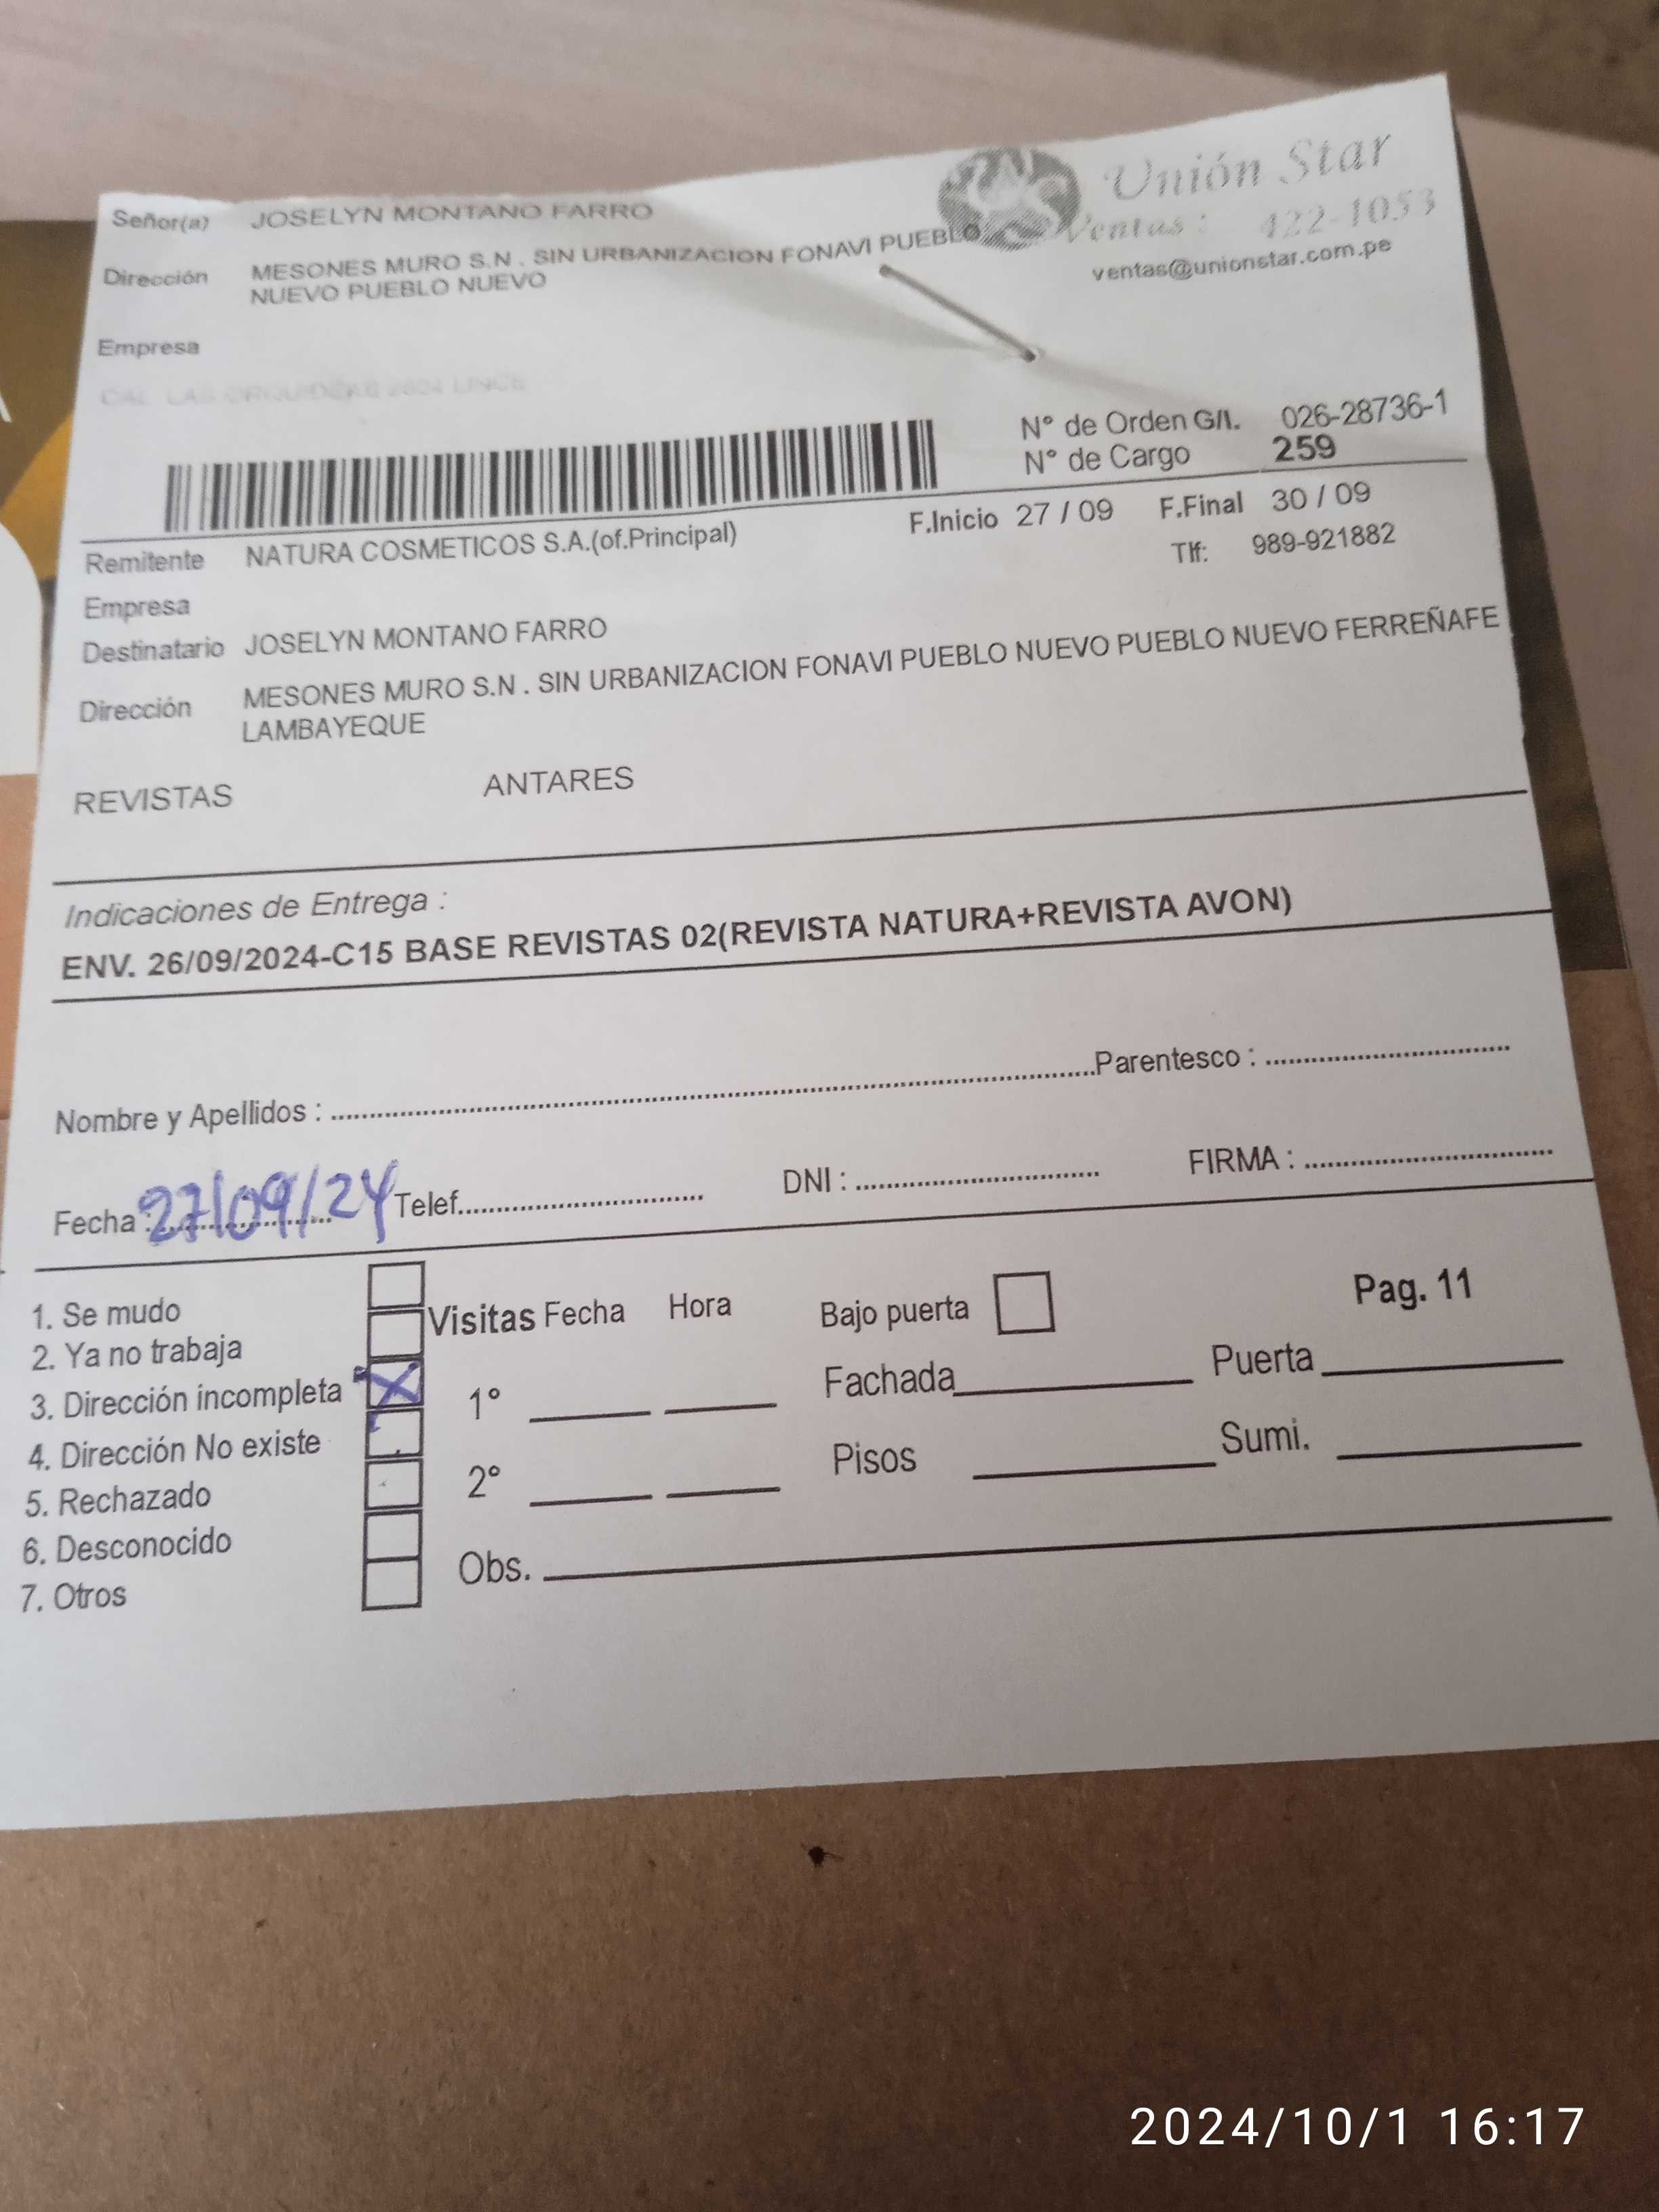 Unión Star
Ventas : 422-1053
ventas@unionstar.com.pe
Señor(a) JOSELYN MONTANO FARRO
Dirección MESONES MURO S.N . SIN URBANIZACION FONAVI PUEBLO
NUEVO PUEBLO NUEVO
Empresa
CAL LAS ORQUIDEAS 2604 LINCE
N° de Orden G/I. 026-28736-1
N° de Cargo 259
F.Inicio 27 / 09 F.Final 30 / 09
Remitente NATURA COSMETICOS S.A.(of.Principal)
Tlf: 989-921882
Empresa
Destinatario JOSELYN MONTANO FARRO
Dirección MESONES MURO S.N . SIN URBANIZACION FONAVI PUEBLO NUEVO PUEBLO NUEVO FERREÑAFE
LAMBAYEQUE
REVISTAS ANTARES
Indicaciones de Entrega :
ENV. 26/09/2024-C15 BASE REVISTAS 02(REVISTA NATURA+REVISTA AVON)
Nombre y Apellidos : Parentesco :
Fecha : 27/09/24 Telef. DNI : FIRMA :
1. Se mudo
2. Ya no trabaja
3. Dirección incompleta X
4. Dirección No existe
5. Rechazado
6. Desconocido
7. Otros
Visitas Fecha Hora
1°
2°
Obs.
Bajo puerta Pag. 11
Fachada Puerta
Pisos Sumi.
2024/10/1 16:17